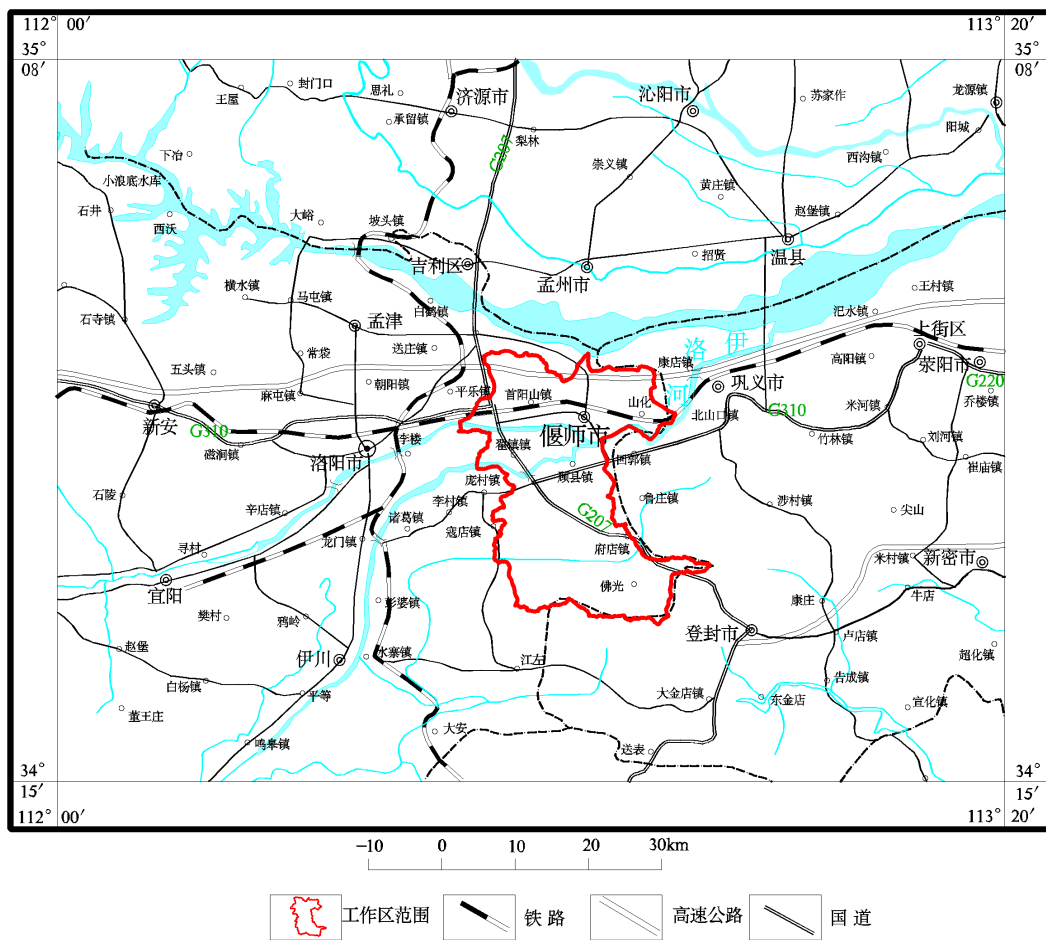 112° 00′
113° 20′
35°
08′
35°
08′
王屋
封门口
思礼
济源市
承留镇
沁阳市
苏家作
龙源镇
阳城
梨林
G207
崇义镇
西沟镇
下冶
小浪底水库
黄庄镇
石井
西沃
大峪
坡头镇
赵堡镇
温县
招贤
吉利区
孟州市
横水镇
马屯镇
白鹤镇
王村镇
汜水镇
石寺镇
孟津
上街区
洛 伊
河
常袋
送庄镇
康店镇
高阳镇
荥阳市
五头镇
朝阳镇
巩义市
G220
麻屯镇
平乐镇
首阳山镇
山化
北山口镇
G310
米河镇
乔楼镇
新安
G310
偃师市
竹林镇
刘河镇
磁涧镇
洛阳市
李楼
翟镇镇
回郭镇
崔庙镇
顾县镇
石陵
庞村镇
李村镇
鲁庄镇
涉村镇
尖山
辛店镇
诸葛镇
寇店镇
G207
龙门镇
府店镇
寻村
米村镇
新密市
宜阳
佛光
彭婆镇
康庄
牛店
樊村
鸦岭
登封市
卢店镇
赵堡
伊川
水寨镇
江左
超化镇
白杨镇
平等
大金店镇
东金店
告成镇
宣化镇
董王庄
大安
鸣皋镇
送表
34°
15′
34°
15′
112° 00′
113° 20′
−10 0 10 20 30km
工作区范围
铁 路
高速公路
国 道